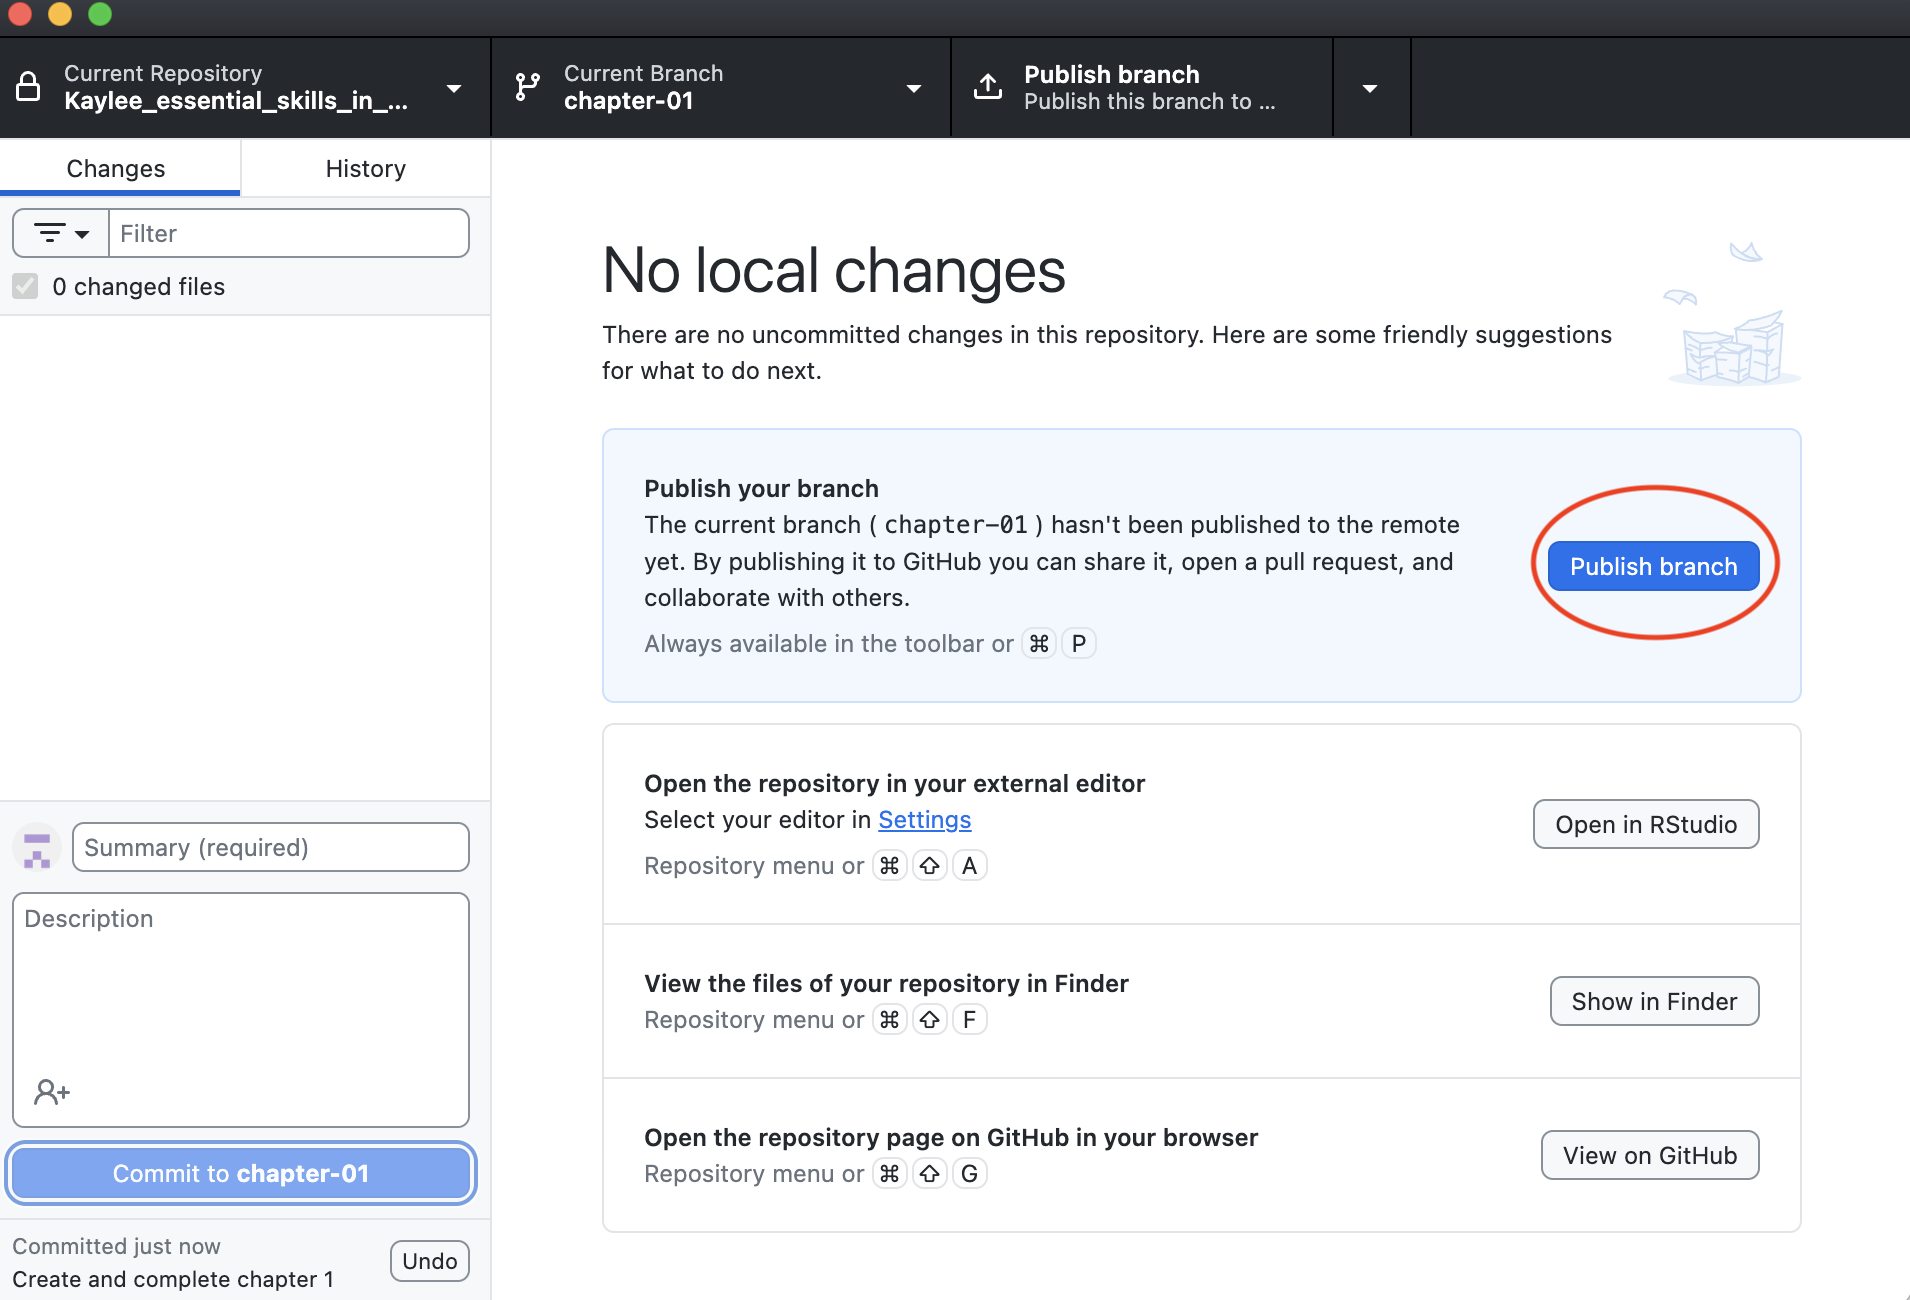 Current Repository
Kaylee_essential_skills_in_...
Current Branch
chapter-01
Publish branch
Publish this branch to ...
Changes
History
Filter
0 changed files
No local changes
There are no uncommitted changes in this repository. Here are some friendly suggestions
for what to do next.
Publish your branch
The current branch ( chapter-01 ) hasn't been published to the remote
yet. By publishing it to GitHub you can share it, open a pull request, and
collaborate with others.
Always available in the toolbar or ⌘ P
Publish branch
Open the repository in your external editor
Select your editor in Settings
Repository menu or ⌘ ⇧ A
Open in RStudio
View the files of your repository in Finder
Repository menu or ⌘ ⇧ F
Show in Finder
Open the repository page on GitHub in your browser
Repository menu or ⌘ ⇧ G
View on GitHub
Summary (required)
Description
Commit to chapter-01
Committed just now
Create and complete chapter 1
Undo